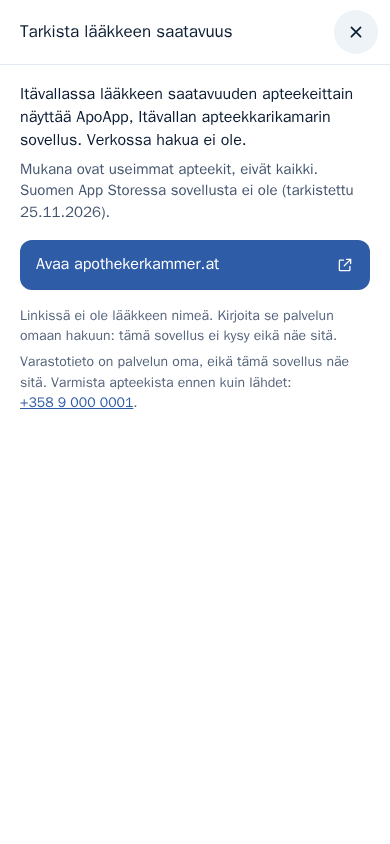 Tarkista lääkkeen saatavuus
Itävallassa lääkkeen saatavuuden apteekeittain
näyttää ApoApp, Itävallan apteekkarikamarin
sovellus. Verkossa hakua ei ole.
Mukana ovat useimmat apteekit, eivät kaikki.
Suomen App Storessa sovellusta ei ole (tarkistettu
25.11.2026).
Avaa apothekerkammer.at
Linkissä ei ole lääkkeen nimeä. Kirjoita se palvelun
omaan hakuun: tämä sovellus ei kysy eikä näe sitä.
Varastotieto on palvelun oma, eikä tämä sovellus näe
sitä. Varmista apteekista ennen kuin lähdet:
+358 9 000 0001.